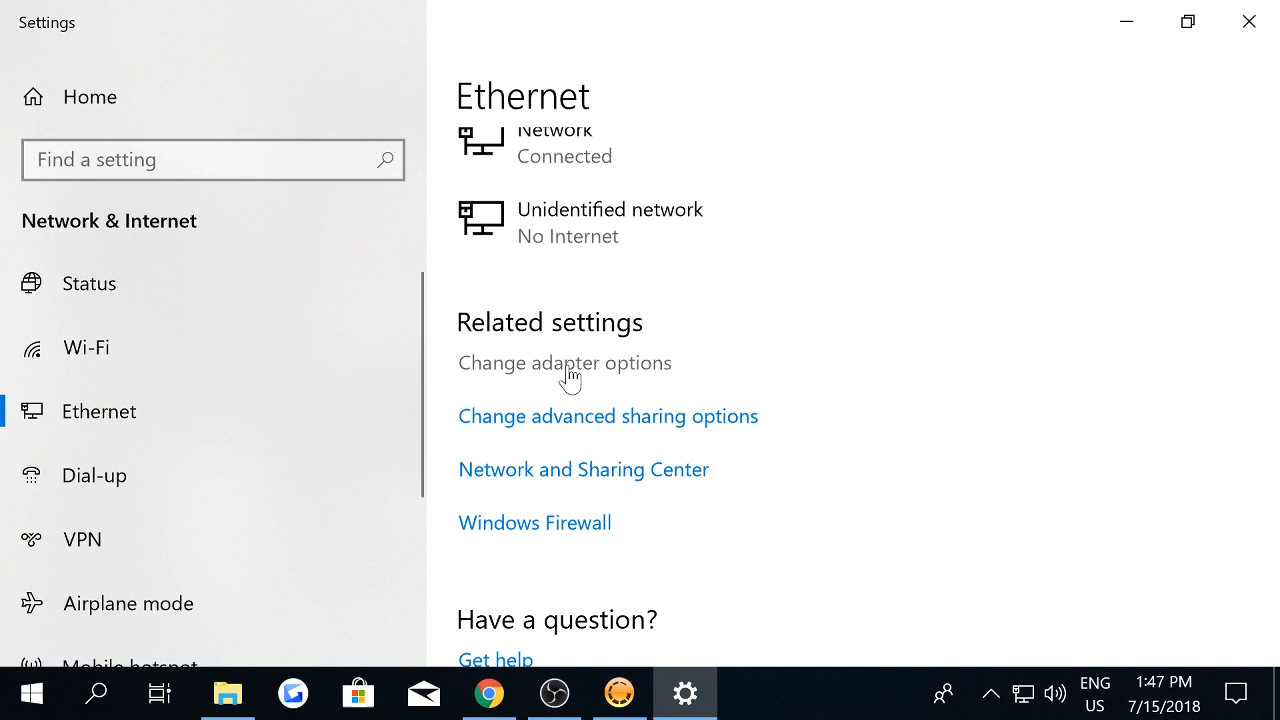 Settings
Home
Find a setting
Network & Internet
Status
Wi-Fi
Ethernet
Dial-up
VPN
Airplane mode
Mobile hotspot
Ethernet
Network
Connected
Unidentified network
No Internet
Related settings
Change adapter options
Change advanced sharing options
Network and Sharing Center
Windows Firewall
Have a question?
Get help
ENG
US
1:47 PM
7/15/2018